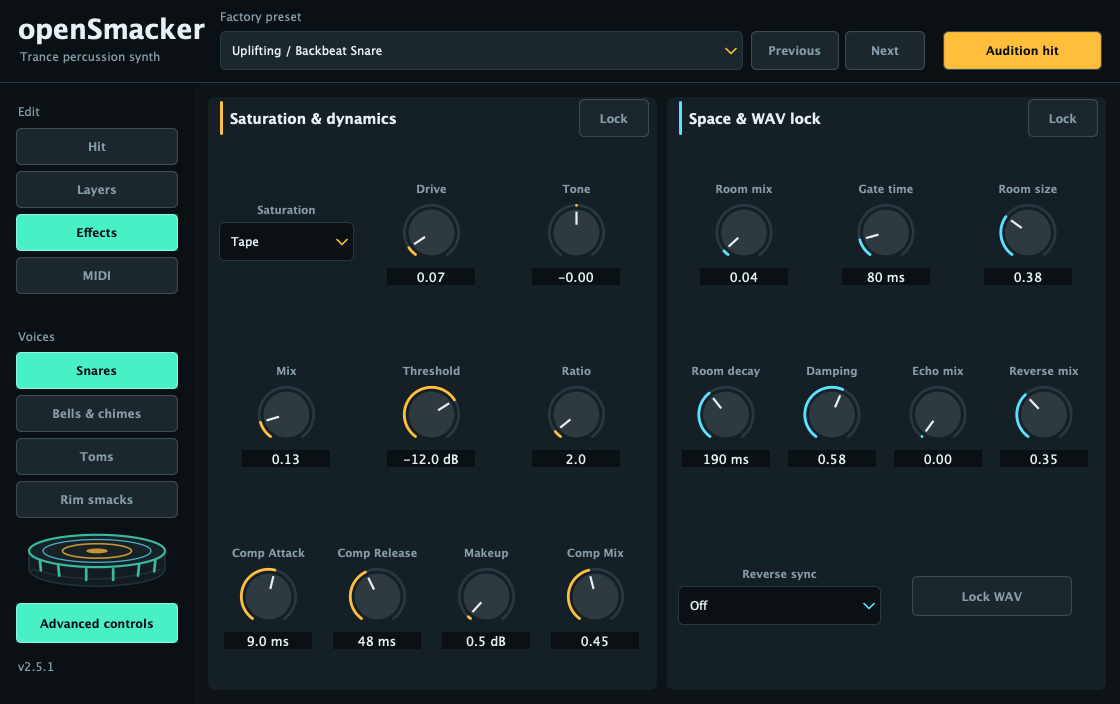 openSmacker
Trance percussion synth
Factory preset
Uplifting / Backbeat Snare
Previous
Next
Audition hit
Edit
Hit
Layers
Effects
MIDI
Voices
Snares
Bells & chimes
Toms
Rim smacks
Advanced controls
v2.5.1
Saturation & dynamics
Lock
Saturation
Tape
Drive
0.07
Tone
-0.00
Mix
0.13
Threshold
-12.0 dB
Ratio
2.0
Comp Attack
9.0 ms
Comp Release
48 ms
Makeup
0.5 dB
Comp Mix
0.45
Space & WAV lock
Lock
Room mix
0.04
Gate time
80 ms
Room size
0.38
Room decay
190 ms
Damping
0.58
Echo mix
0.00
Reverse mix
0.35
Reverse sync
Off
Lock WAV